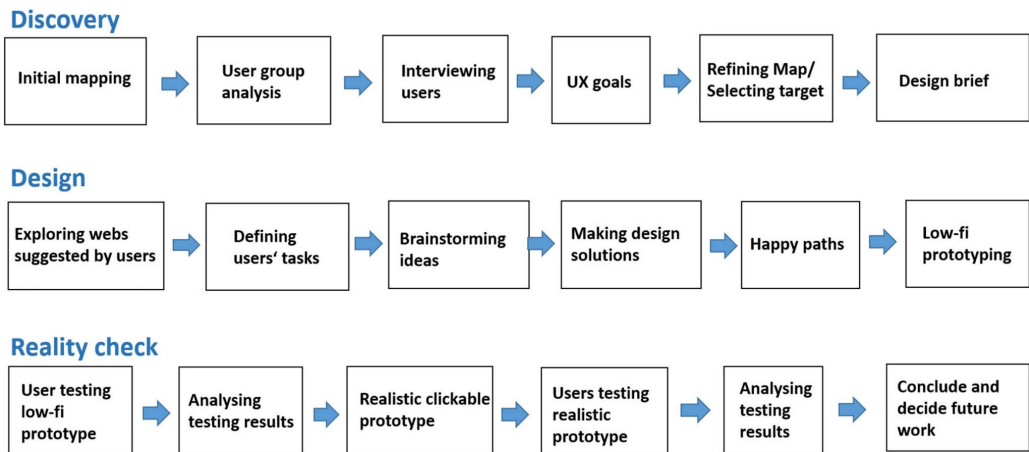 Discovery
Initial mapping
User group
analysis
Interviewing
users
UX goals
Refining Map/
Selecting target
Design brief
Design
Exploring webs
suggested by users
Defining
users‘ tasks
Brainstorming
ideas
Making design
solutions
Happy paths
Low-fi
prototyping
Reality check
User testing
low-fi
prototype
Analysing
testing results
Realistic clickable
prototype
Users testing
realistic
prototype
Analysing
testing
results
Conclude and
decide future
work